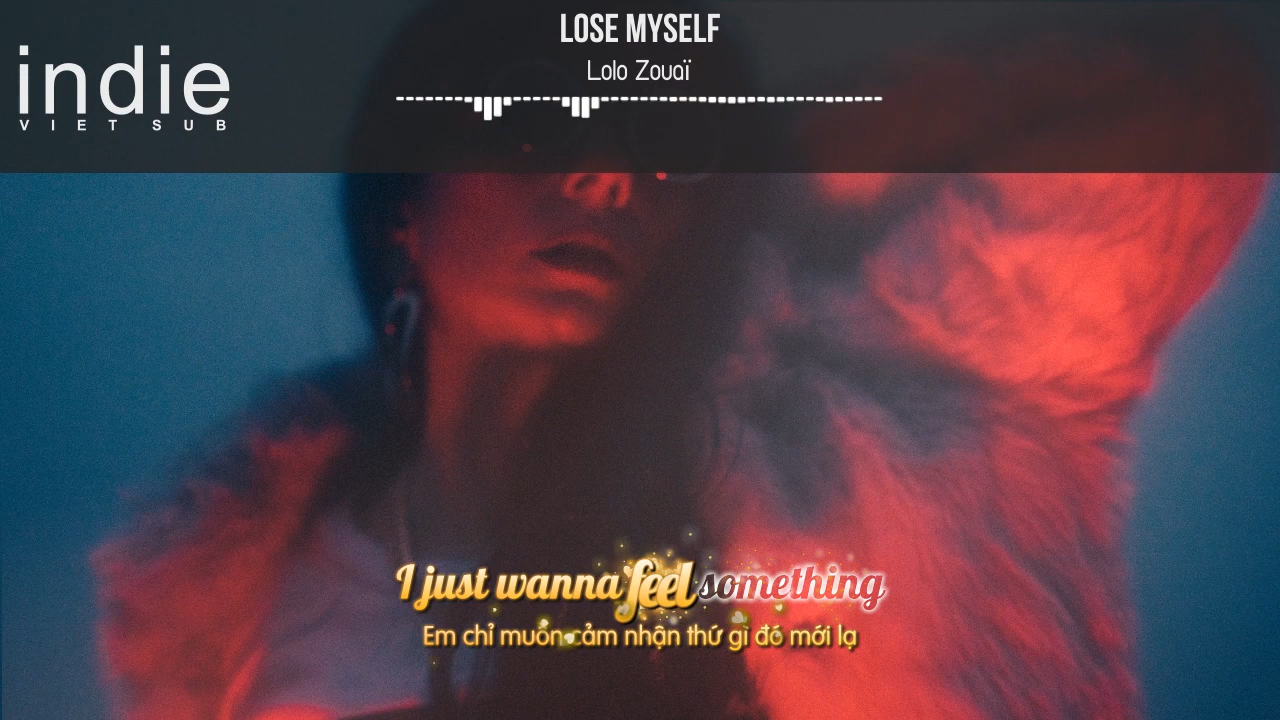 LOSE MYSELF
Lolo Zouaï
indie
VIET SUB
I just wanna feel something
Em chỉ muốn cảm nhận thứ gì đó mới lạ